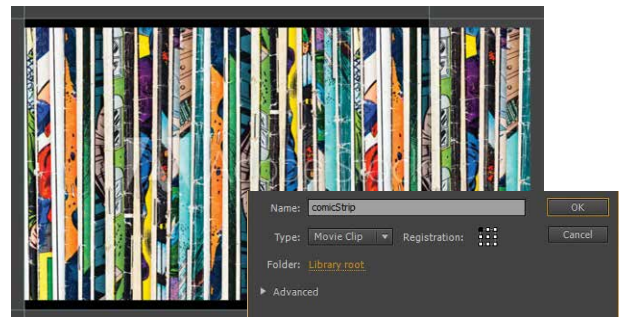 Name: comicStrip OK
Type: Movie Clip Registration: Cancel
Folder: Library root
Advanced